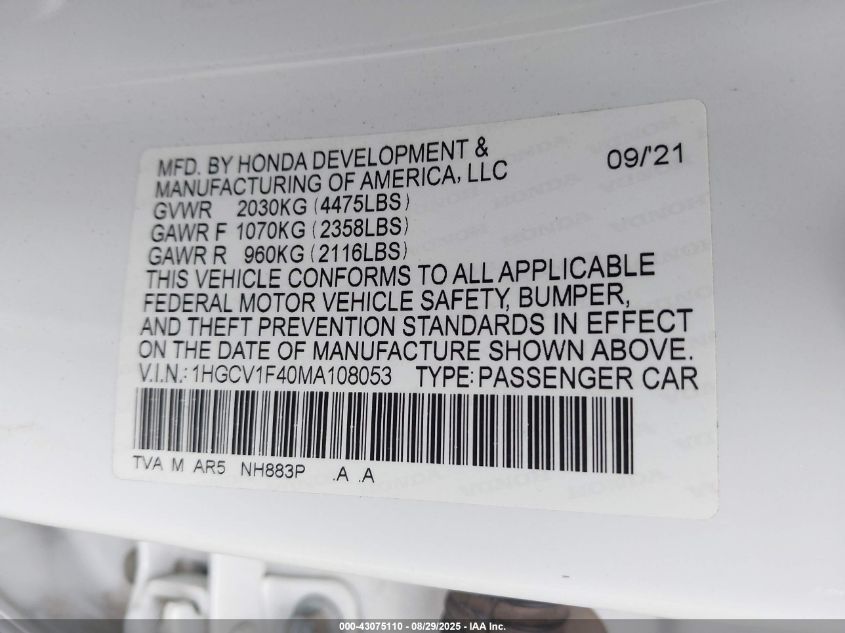 MFD. BY HONDA DEVELOPMENT & 09/'21
MANUFACTURING OF AMERICA, LLC
GVWR 2030KG (4475LBS)
GAWR F 1070KG (2358LBS)
GAWR R 960KG (2116LBS)
THIS VEHICLE CONFORMS TO ALL APPLICABLE
FEDERAL MOTOR VEHICLE SAFETY, BUMPER,
AND THEFT PREVENTION STANDARDS IN EFFECT
ON THE DATE OF MANUFACTURE SHOWN ABOVE.
V.I.N.: 1HGCV1F40MA108053 TYPE: PASSENGER CAR
TVA M AR5 NH883P .A .A
000-43075110 - 08/29/2025 - IAA Inc.